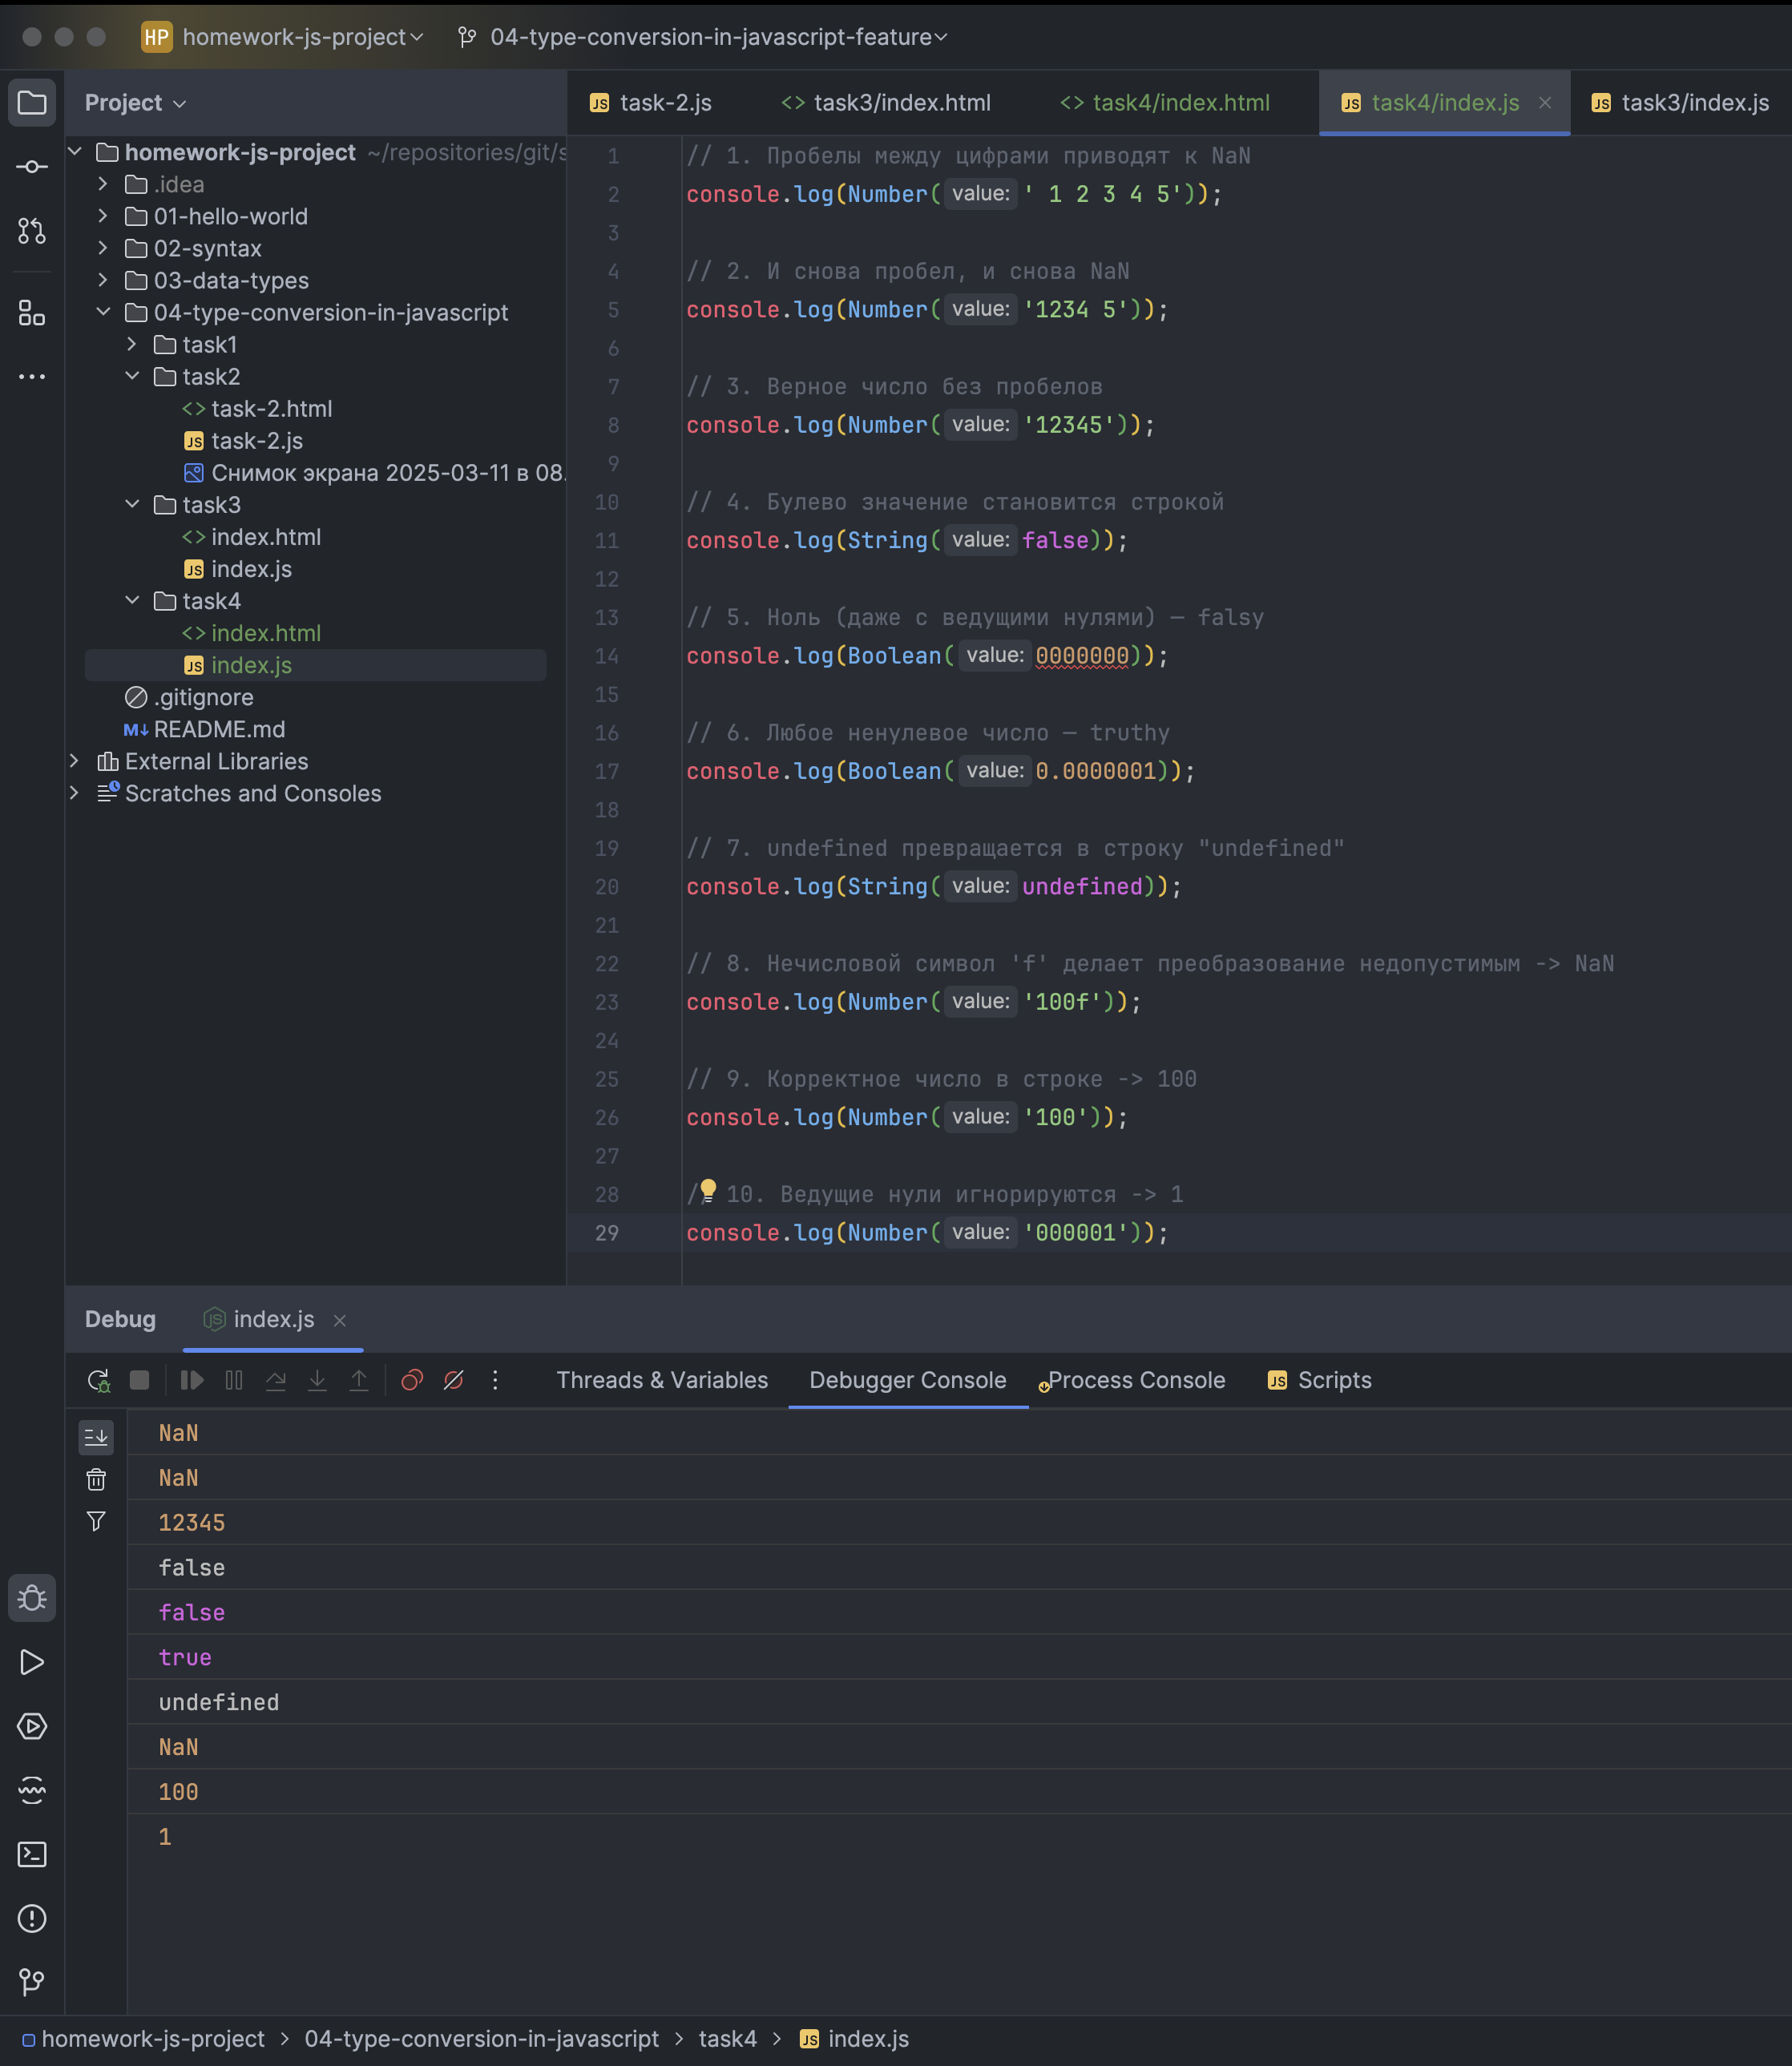 HP homework-js-project 04-type-conversion-in-javascript-feature
Project
task-2.js task3/index.html task4/index.html task4/index.js task3/index.js
homework-js-project ~/repositories/git/s
.idea
01-hello-world
02-syntax
03-data-types
04-type-conversion-in-javascript
task1
task2
task-2.html
task-2.js
Снимок экрана 2025-03-11 в 08.
task3
index.html
index.js
task4
index.html
index.js
.gitignore
README.md
External Libraries
Scratches and Consoles
1 // 1. Пробелы между цифрами приводят к NaN
2 console.log(Number( value: ' 1 2 3 4 5'));
3
4 // 2. И снова пробел, и снова NaN
5 console.log(Number( value: '1234 5'));
6
7 // 3. Верное число без пробелов
8 console.log(Number( value: '12345'));
9
10 // 4. Булево значение становится строкой
11 console.log(String( value: false));
12
13 // 5. Ноль (даже с ведущими нулями) — falsy
14 console.log(Boolean( value: 0000000));
15
16 // 6. Любое ненулевое число — truthy
17 console.log(Boolean( value: 0.0000001));
18
19 // 7. undefined превращается в строку "undefined"
20 console.log(String( value: undefined));
21
22 // 8. Нечисловой символ 'f' делает преобразование недопустимым -> NaN
23 console.log(Number( value: '100f'));
24
25 // 9. Корректное число в строке -> 100
26 console.log(Number( value: '100'));
27
28 // 10. Ведущие нули игнорируются -> 1
29 console.log(Number( value: '000001'));
Debug index.js
Threads & Variables Debugger Console Process Console JS Scripts
NaN
NaN
12345
false
false
true
undefined
NaN
100
1
homework-js-project > 04-type-conversion-in-javascript > task4 > JS index.js